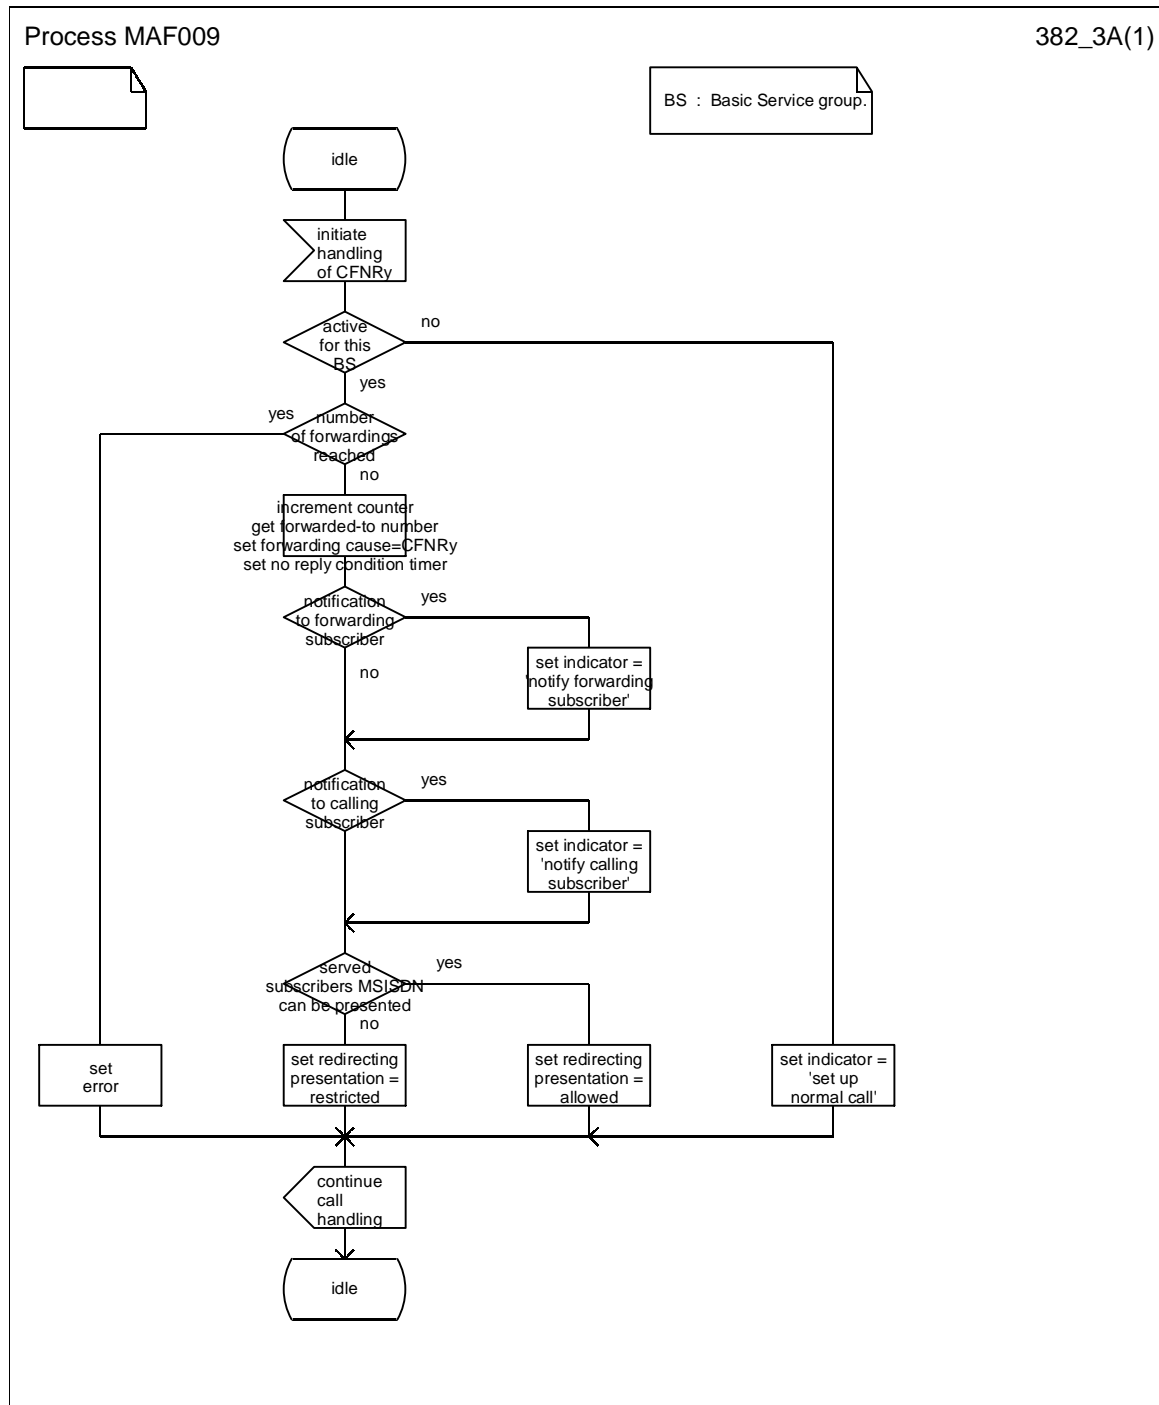 Process MAF009
382_3A(1)
BS : Basic Service group.
idle
initiate
handling
of CFNRy
active
for this
BS
no
yes
yes
number
of forwardings
reached
no
increment counter
get forwarded-to number
set forwarding cause=CFNRy
set no reply condition timer
notification
to forwarding
subscriber
yes
no
set indicator =
'notify forwarding
subscriber'
notification
to calling
subscriber
yes
set indicator =
'notify calling
subscriber'
served
subscribers MSISDN
can be presented
yes
no
set
error
set redirecting
presentation =
restricted
set redirecting
presentation =
allowed
set indicator =
'set up
normal call'
continue
call
handling
idle